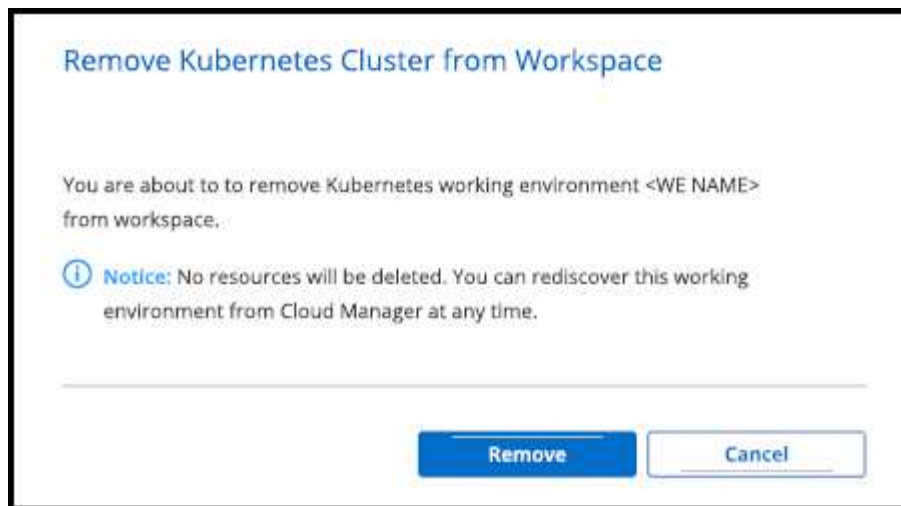 Remove Kubernetes Cluster from Workspace
You are about to to remove Kubernetes working environment <WE NAME>
from workspace.
Notice: No resources will be deleted. You can rediscover this working
environment from Cloud Manager at any time.
Remove
Cancel